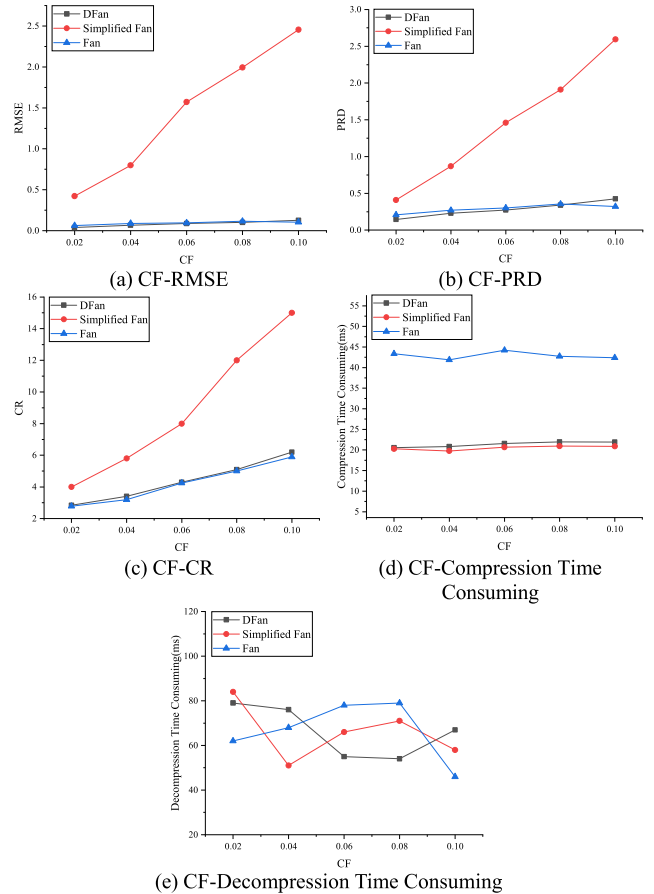 DFan
Simplified Fan
Fan
2.5
2.0
1.5
1.0
0.5
0.0
RMSE
0.02 0.04 0.06 0.08 0.10
CF
(a) CF-RMSE
DFan
Simplified Fan
Fan
3.0
2.5
2.0
1.5
1.0
0.5
0.0
PRD
0.02 0.04 0.06 0.08 0.10
CF
(b) CF-PRD
DFan
Simplified Fan
Fan
16
14
12
10
8
6
4
2
CR
0.02 0.04 0.06 0.08 0.10
CF
(c) CF-CR
DFan
Simplified Fan
Fan
55
50
45
40
35
30
25
20
15
10
5
Compression Time Consuming(ms)
0.02 0.04 0.06 0.08 0.10
CF
(d) CF-Compression Time
Consuming
DFan
Simplified Fan
Fan
120
100
80
60
40
20
Decompression Time Consuming(ms)
0.02 0.04 0.06 0.08 0.10
CF
(e) CF-Decompression Time Consuming